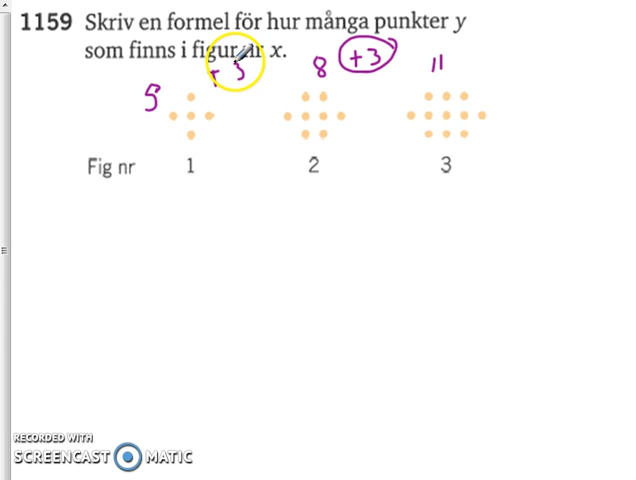 1159 Skriv en formel för hur många punkter y
som finns i figur nr x.
+ 3 8 +3 11
5
Fig nr 1 2 3
RECORDED WITH
SCREENCAST MATIC